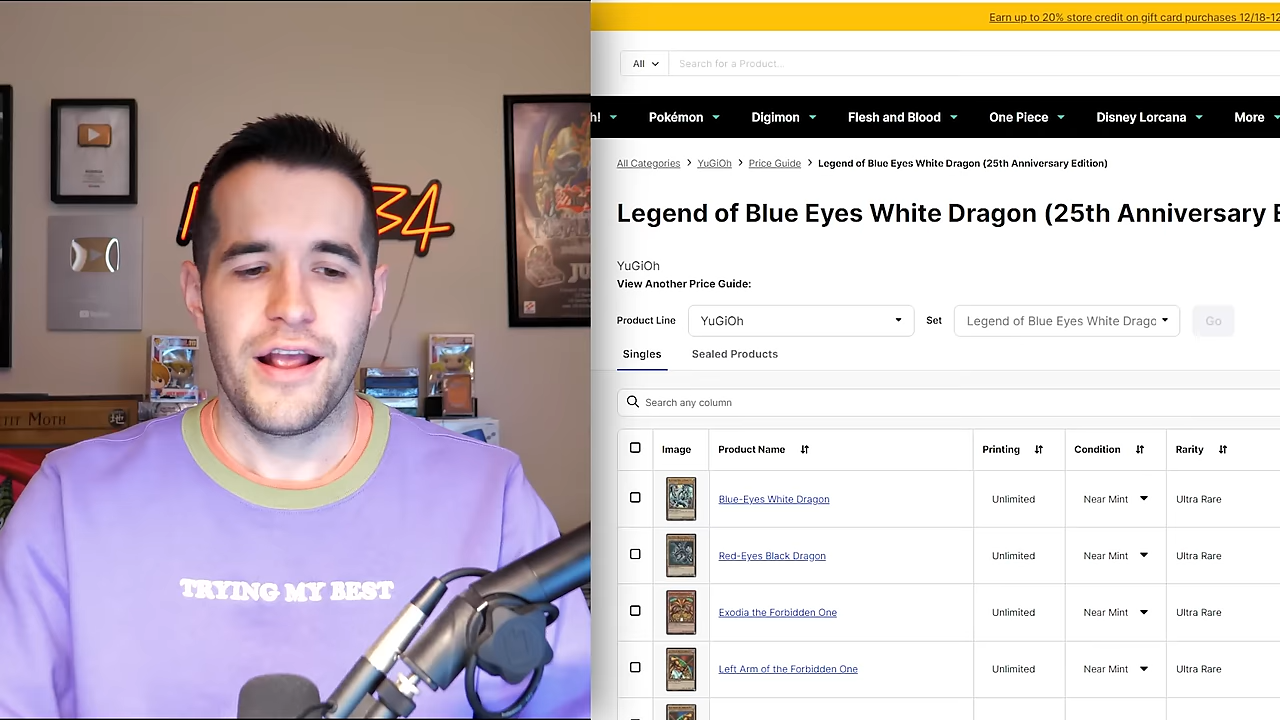 Earn up to 20% store credit on gift card purchases 12/18-12
All
Search for a Product...
h!
Pokémon
Digimon
Flesh and Blood
One Piece
Disney Lorcana
More
All Categories > YuGiOh > Price Guide > Legend of Blue Eyes White Dragon (25th Anniversary Edition)
Legend of Blue Eyes White Dragon (25th Anniversary E
YuGiOh
View Another Price Guide:
Product Line
YuGiOh
Set
Legend of Blue Eyes White Drago
Go
Singles
Sealed Products
Search any column
Image
Product Name
Printing
Condition
Rarity
Blue-Eyes White Dragon
Unlimited
Near Mint
Ultra Rare
Red-Eyes Black Dragon
Unlimited
Near Mint
Ultra Rare
Exodia the Forbidden One
Unlimited
Near Mint
Ultra Rare
Left Arm of the Forbidden One
Unlimited
Near Mint
Ultra Rare
34
JU
TIT MOTH
TRYING MY BEST